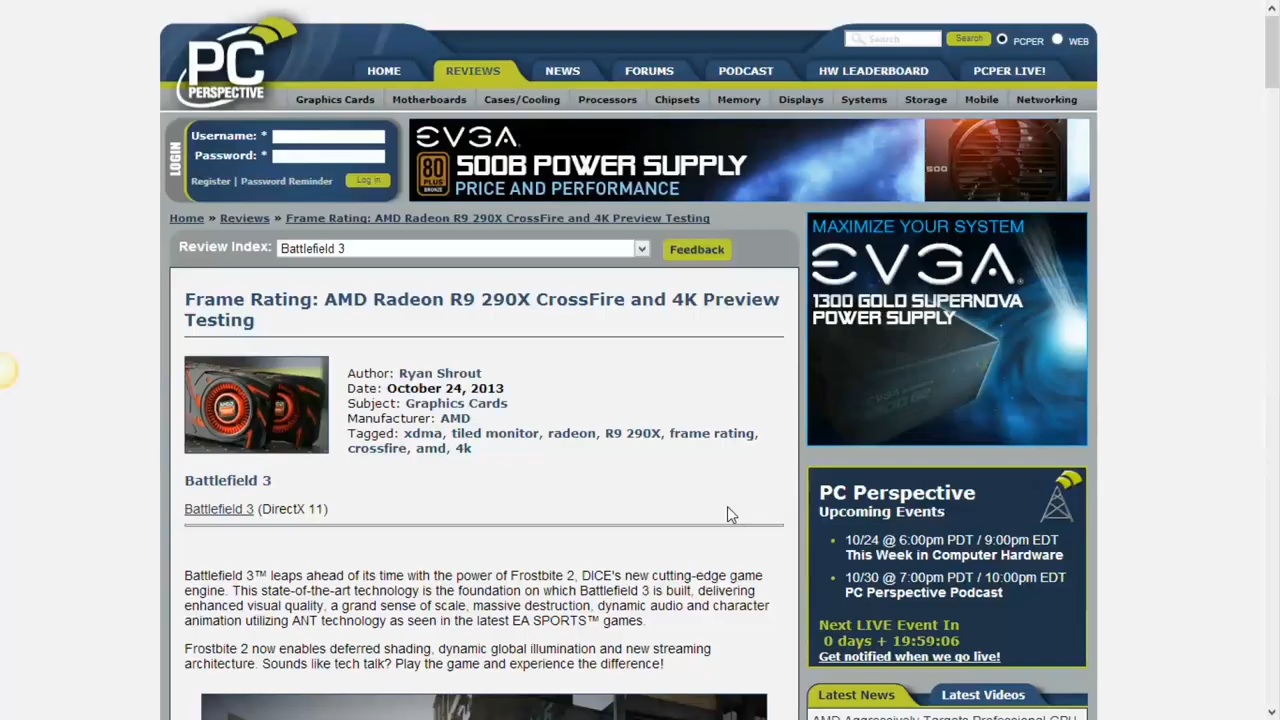 PC
PERSPECTIVE
Search
Search
PCPER
WEB
HOME
REVIEWS
NEWS
FORUMS
PODCAST
HW LEADERBOARD
PCPER LIVE!
Graphics Cards
Motherboards
Cases/Cooling
Processors
Chipsets
Memory
Displays
Systems
Storage
Mobile
Networking
LOGIN
Username: *
Password: *
Register | Password Reminder
Log in
EVGA
80 PLUS
BRONZE
500B POWER SUPPLY
PRICE AND PERFORMANCE
500
Home » Reviews » Frame Rating: AMD Radeon R9 290X CrossFire and 4K Preview Testing
Review Index:
Battlefield 3
Feedback
Frame Rating: AMD Radeon R9 290X CrossFire and 4K Preview
Testing
Author: Ryan Shrout
Date: October 24, 2013
Subject: Graphics Cards
Manufacturer: AMD
Tagged: xdma, tiled monitor, radeon, R9 290X, frame rating,
crossfire, amd, 4k
Battlefield 3
Battlefield 3 (DirectX 11)
Battlefield 3™ leaps ahead of its time with the power of Frostbite 2, DICE's new cutting-edge game
engine. This state-of-the-art technology is the foundation on which Battlefield 3 is built, delivering
enhanced visual quality, a grand sense of scale, massive destruction, dynamic audio and character
animation utilizing ANT technology as seen in the latest EA SPORTS™ games.
Frostbite 2 now enables deferred shading, dynamic global illumination and new streaming
architecture. Sounds like tech talk? Play the game and experience the difference!
MAXIMIZE YOUR SYSTEM
EVGA
1300 GOLD SUPERNOVA
POWER SUPPLY
PC Perspective
Upcoming Events
10/24 @ 6:00pm PDT / 9:00pm EDT
This Week in Computer Hardware
10/30 @ 7:00pm PDT / 10:00pm EDT
PC Perspective Podcast
Next LIVE Event In
0 days + 19:59:06
Get notified when we go live!
Latest News
Latest Videos
AMD Aggressively Targets Professional GPU